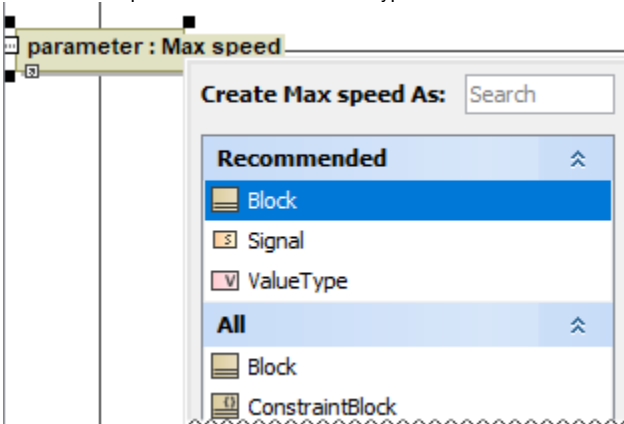 parameter : Max speed
Create Max speed As: Search
Recommended
Block
S Signal
V ValueType
All
Block
{} ConstraintBlock